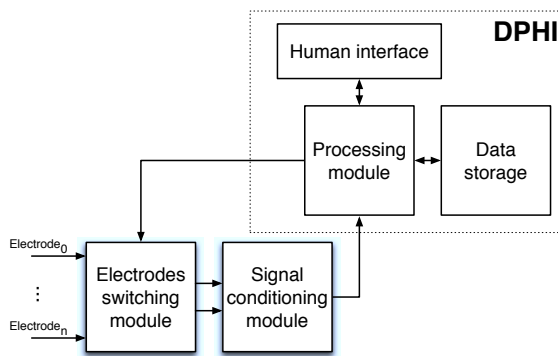 DPHI
Human interface
Processing
module
Data
storage
Electrode0
⋮
Electroden
Electrodes
switching
module
Signal
conditioning
module